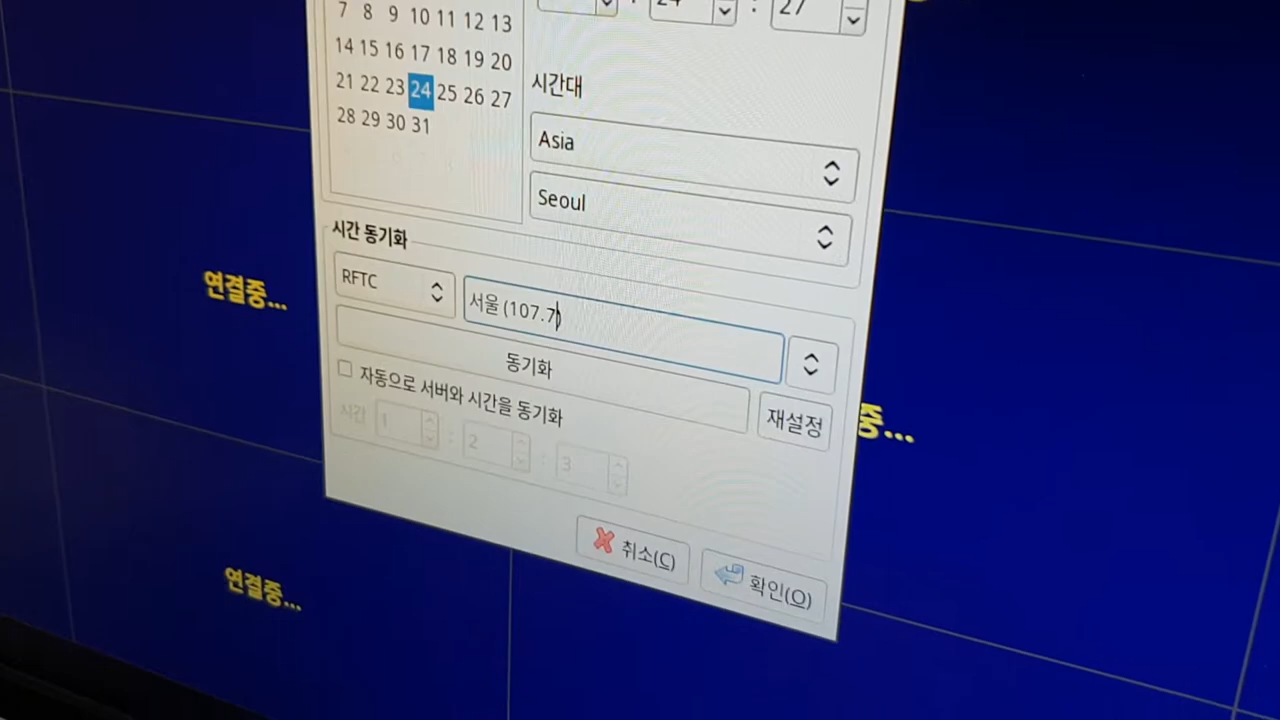 7 8 9 10 11 12 13
14 15 16 17 18 19 20
21 22 23 24 25 26 27
28 29 30 31
: 24 : 27
시간대
Asia
Seoul
시간 동기화
RFTC
서울 (107.7)
동기화
재설정
자동으로 서버와 시간을 동기화
시간 1 : 2 : 3
취소(C)
확인(O)
연결중...
중...
연결중...